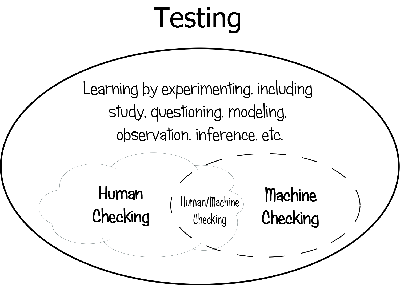 Testing
Learning by experimenting, including
study, questioning, modeling,
observation, inference, etc.
Human
Checking
Human/Machine
Checking
Machine
Checking